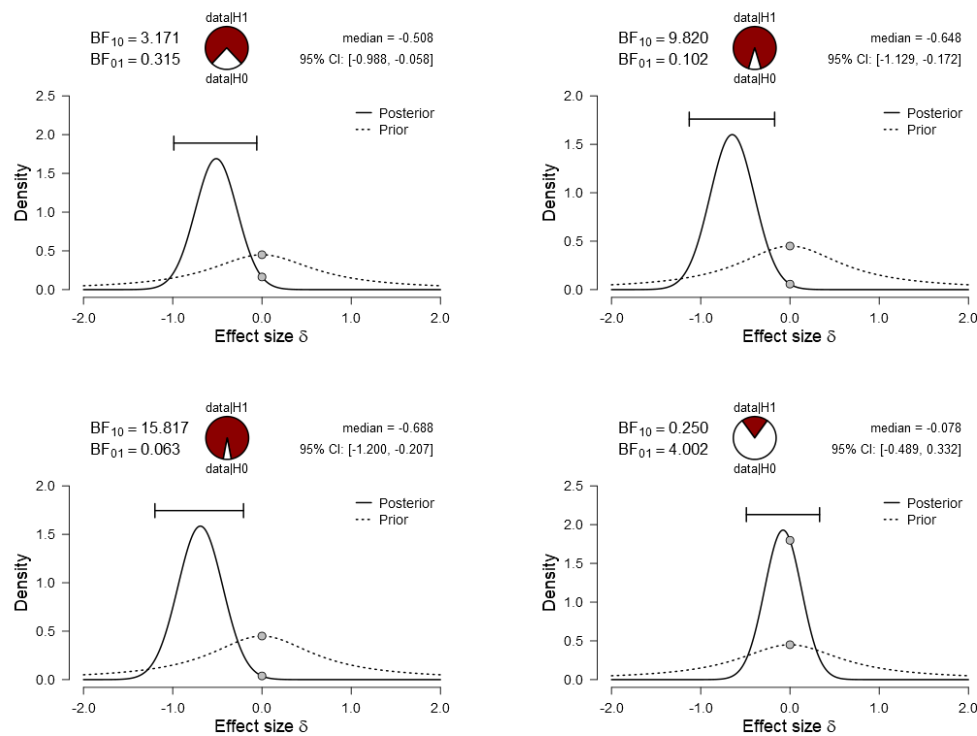 data|H1
BF10 = 3.171
BF01 = 0.315
data|H0
median = -0.508
95% CI: [-0.988, -0.058]
2.5
2.0
1.5
1.0
0.5
0.0
Density
Posterior
Prior
-2.0 -1.0 0.0 1.0 2.0
Effect size δ
data|H1
BF10 = 9.820
BF01 = 0.102
data|H0
median = -0.648
95% CI: [-1.129, -0.172]
2.0
1.5
1.0
0.5
0.0
Density
Posterior
Prior
-2.0 -1.0 0.0 1.0 2.0
Effect size δ
data|H1
BF10 = 15.817
BF01 = 0.063
data|H0
median = -0.688
95% CI: [-1.200, -0.207]
2.0
1.5
1.0
0.5
0.0
Density
Posterior
Prior
-2.0 -1.0 0.0 1.0 2.0
Effect size δ
data|H1
BF10 = 0.250
BF01 = 4.002
data|H0
median = -0.078
95% CI: [-0.489, 0.332]
2.5
2.0
1.5
1.0
0.5
0.0
Density
Posterior
Prior
-2.0 -1.0 0.0 1.0 2.0
Effect size δ